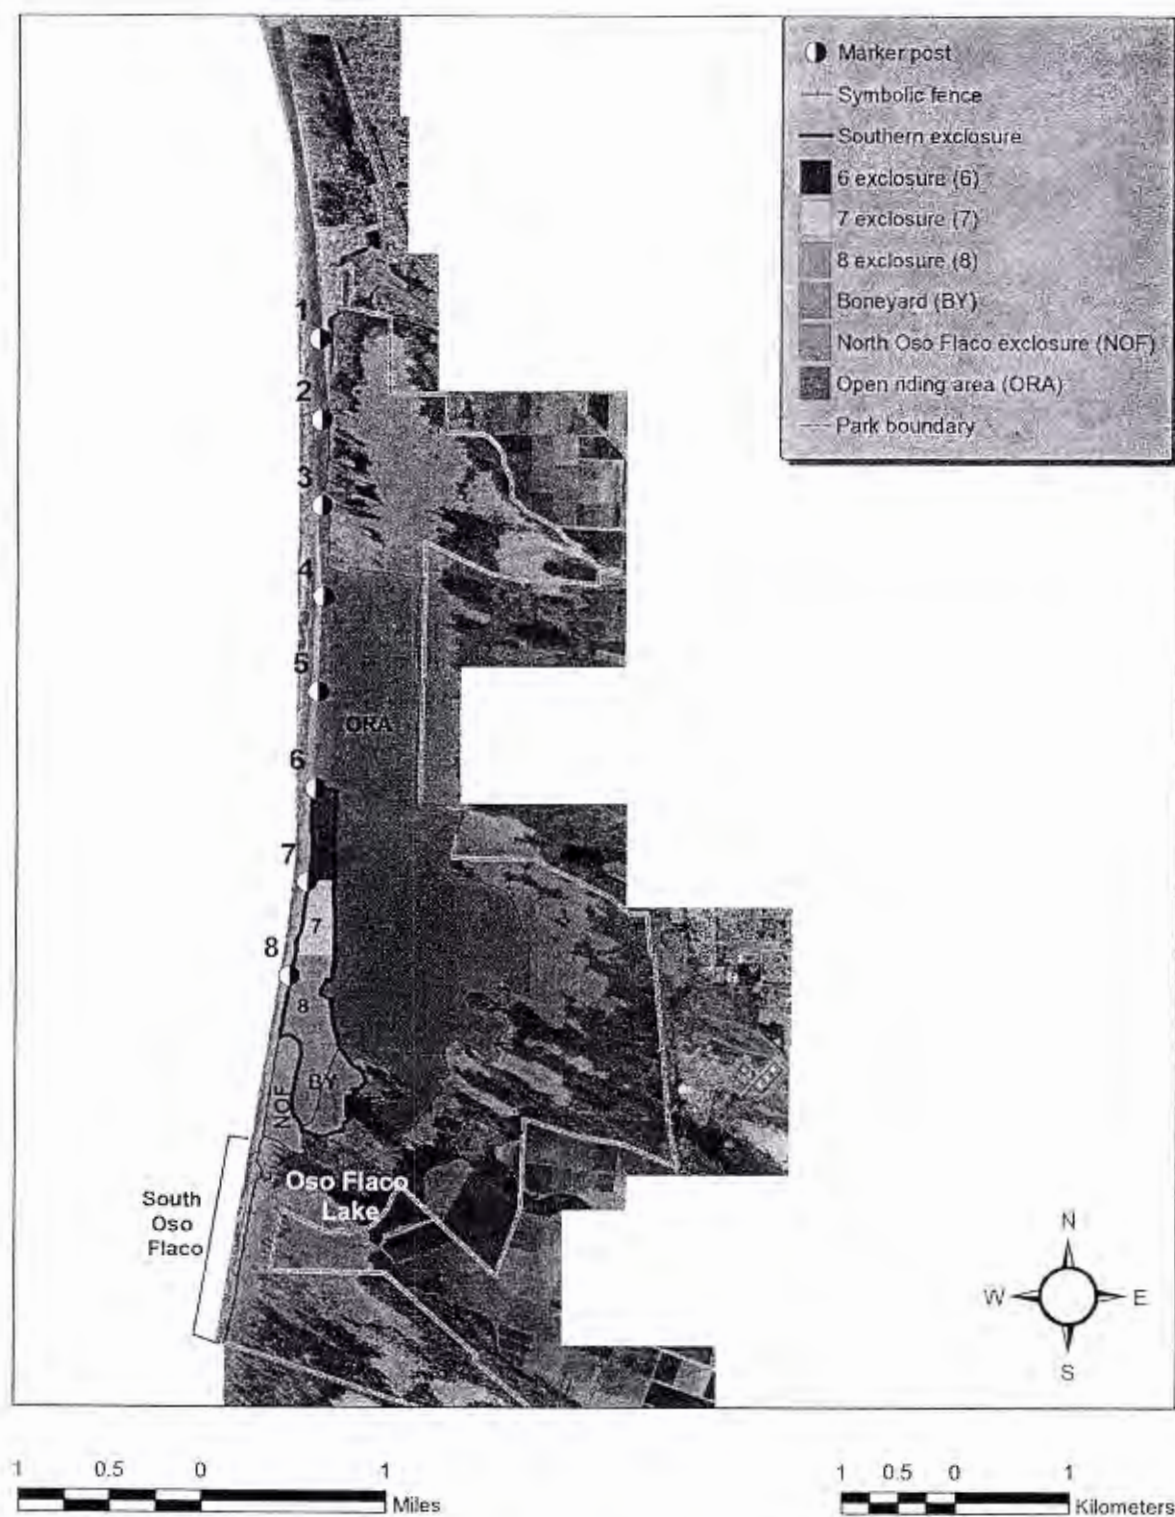 Marker post
Symbolic fence
Southern exclosure
6 exclosure (6)
7 exclosure (7)
8 exclosure (8)
Boneyard (BY)
North Oso Flaco exclosure (NOF)
Open riding area (ORA)
Park boundary
1
2
3
4
5
ORA
6
7
7
8
8
BY
NOF
Oso Flaco
Lake
South
Oso
Flaco
N
W E
S
1 0.5 0 1
Miles
1 0.5 0 1
Kilometers